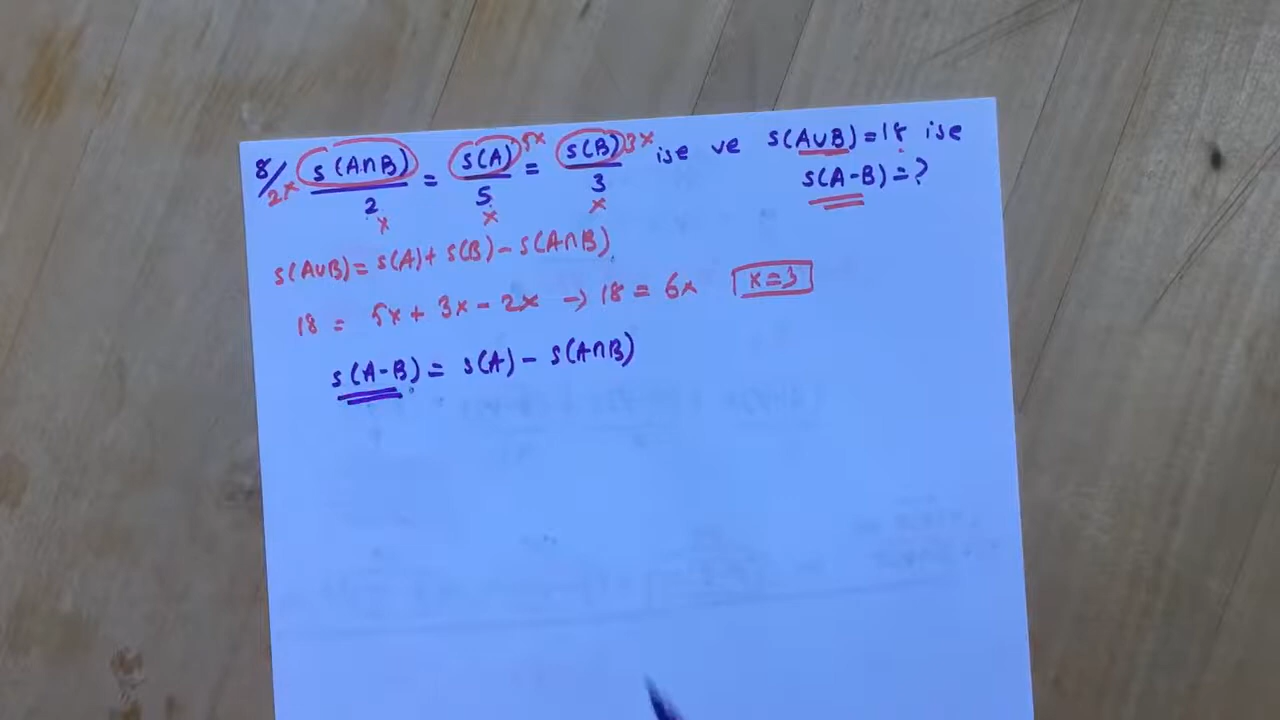 8/ s(A∩B)/2 = s(A)/5 = s(B)/3 ise ve s(A∪B)=18 ise
2x 5x 3x s(A-B)=?
x x x
s(A∪B)= s(A)+ s(B)- s(A∩B)
18 = 5x + 3x - 2x → 18 = 6x x=3
s(A-B)= s(A)- s(A∩B)